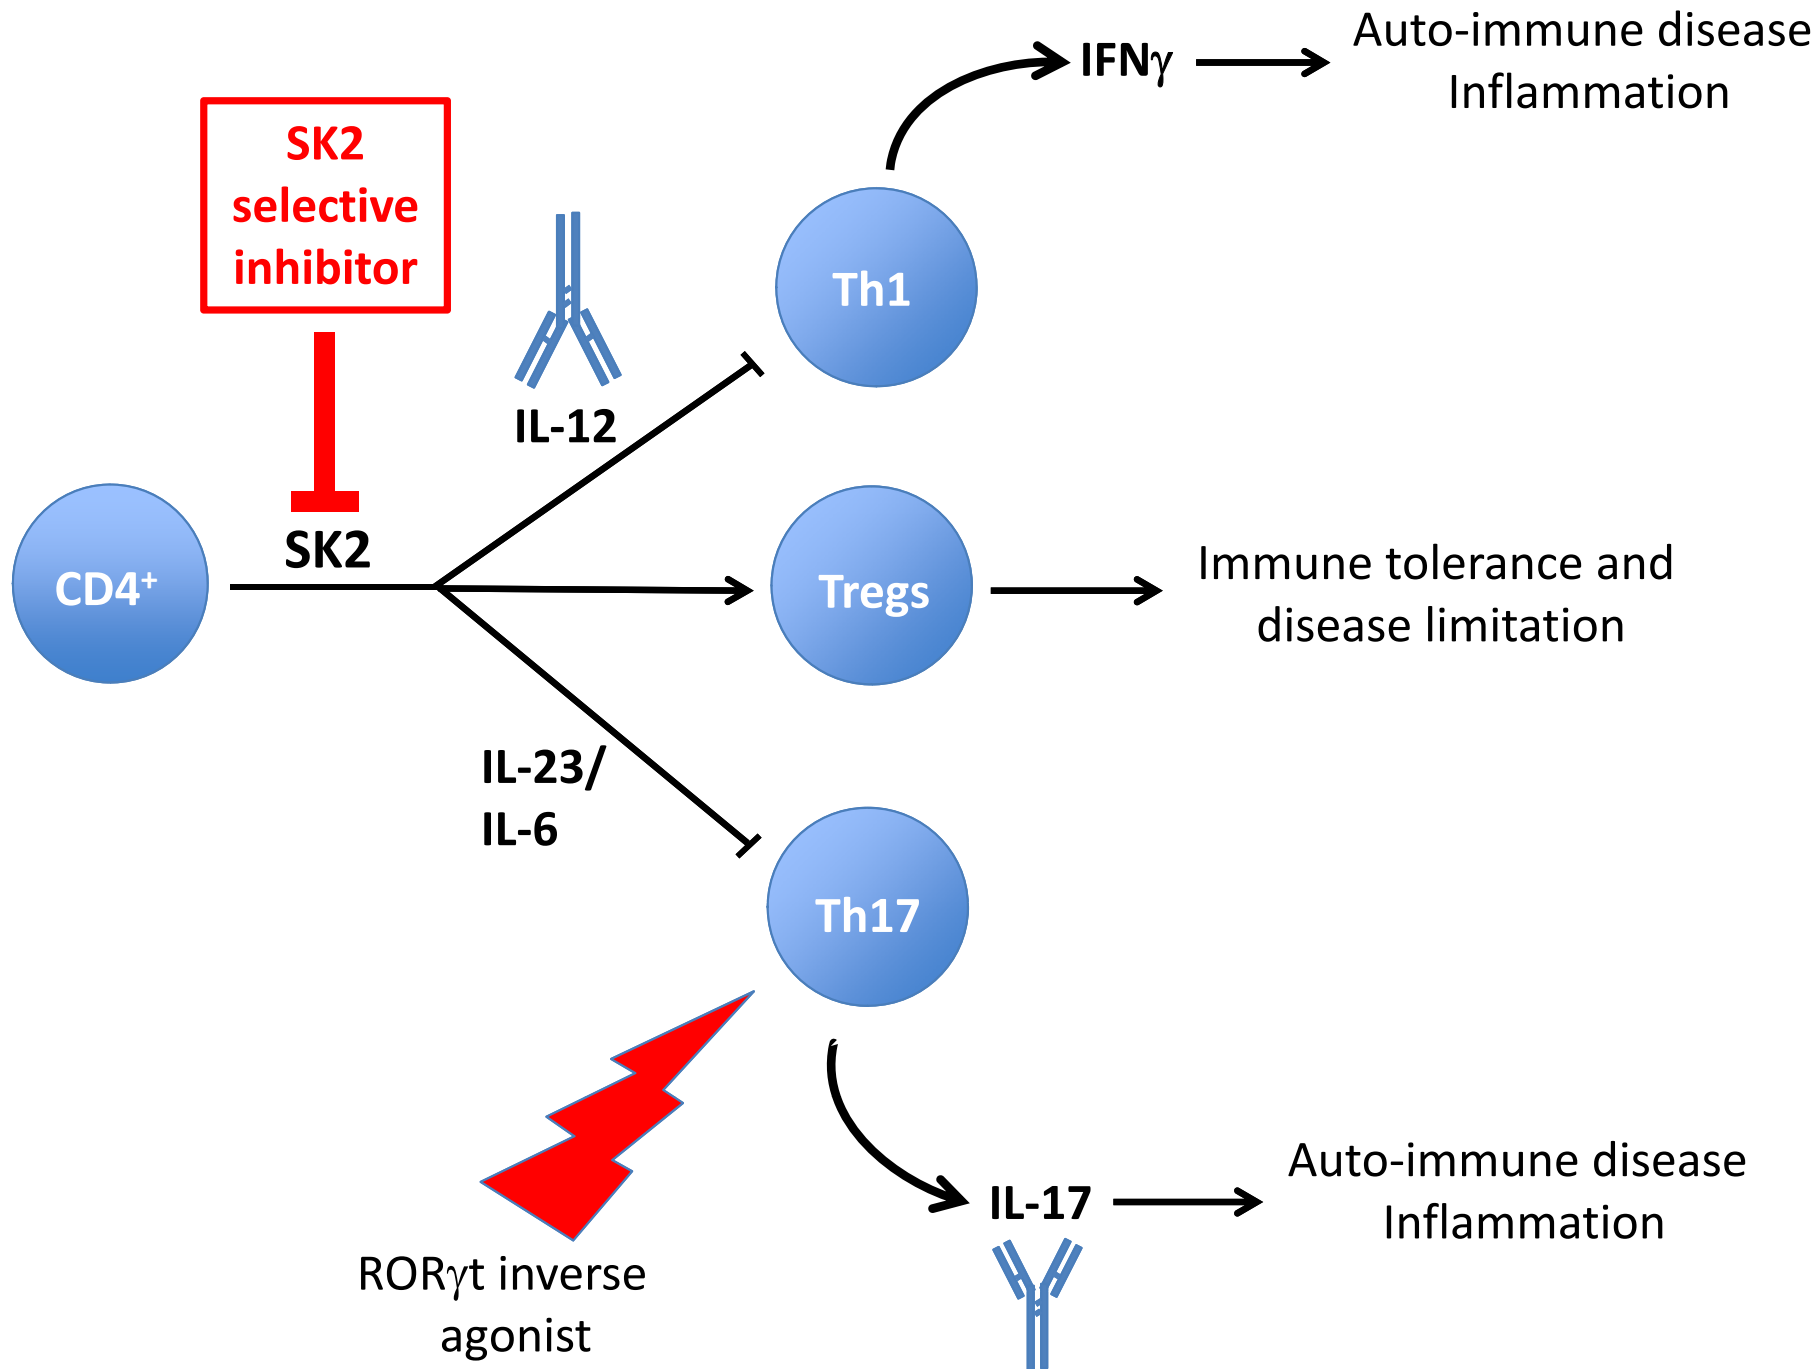 IFNγ
Auto-immune disease
Inflammation
SK2
selective
inhibitor
Th1
IL-12
SK2
CD4⁺
Tregs
Immune tolerance and
disease limitation
IL-23/
IL-6
Th17
IL-17
Auto-immune disease
Inflammation
RORγt inverse
agonist